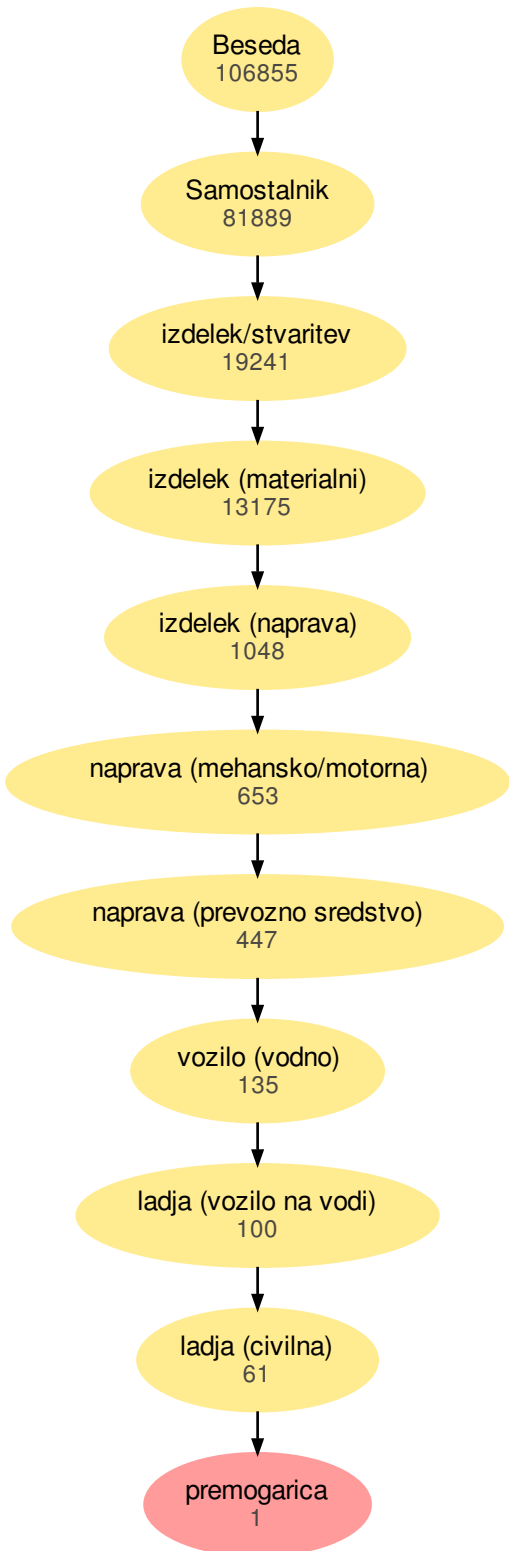 Beseda
106855
Samostalnik
81889
izdelek/stvaritev
19241
izdelek (materialni)
13175
izdelek (naprava)
1048
naprava (mehansko/motorna)
653
naprava (prevozno sredstvo)
447
vozilo (vodno)
135
ladja (vozilo na vodi)
100
ladja (civilna)
61
premogarica
1